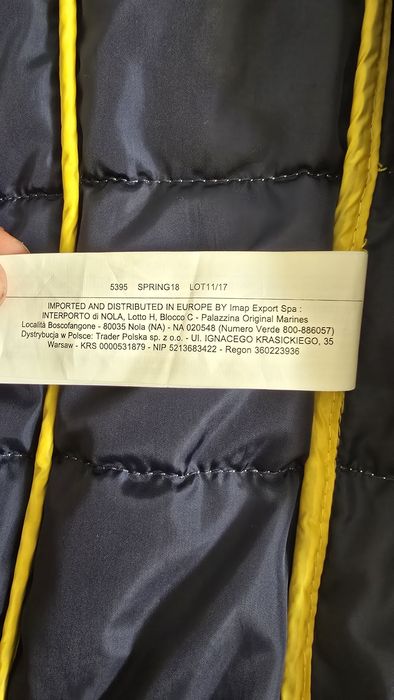 5395 SPRING18 LOT11/17
IMPORTED AND DISTRIBUTED IN EUROPE BY Imap Export Spa :
INTERPORTO di NOLA, Lotto H, Blocco C - Palazzina Original Marines
Località Boscofangone - 80035 Nola (NA) - NA 020548 (Numero Verde 800-886057)
Dystrybucja w Polsce: Trader Polska sp. z o.o. - Ul. IGNACEGO KRASICKIEGO, 35
Warsaw - KRS 0000531879 - NIP 5213683422 - Regon 360223936